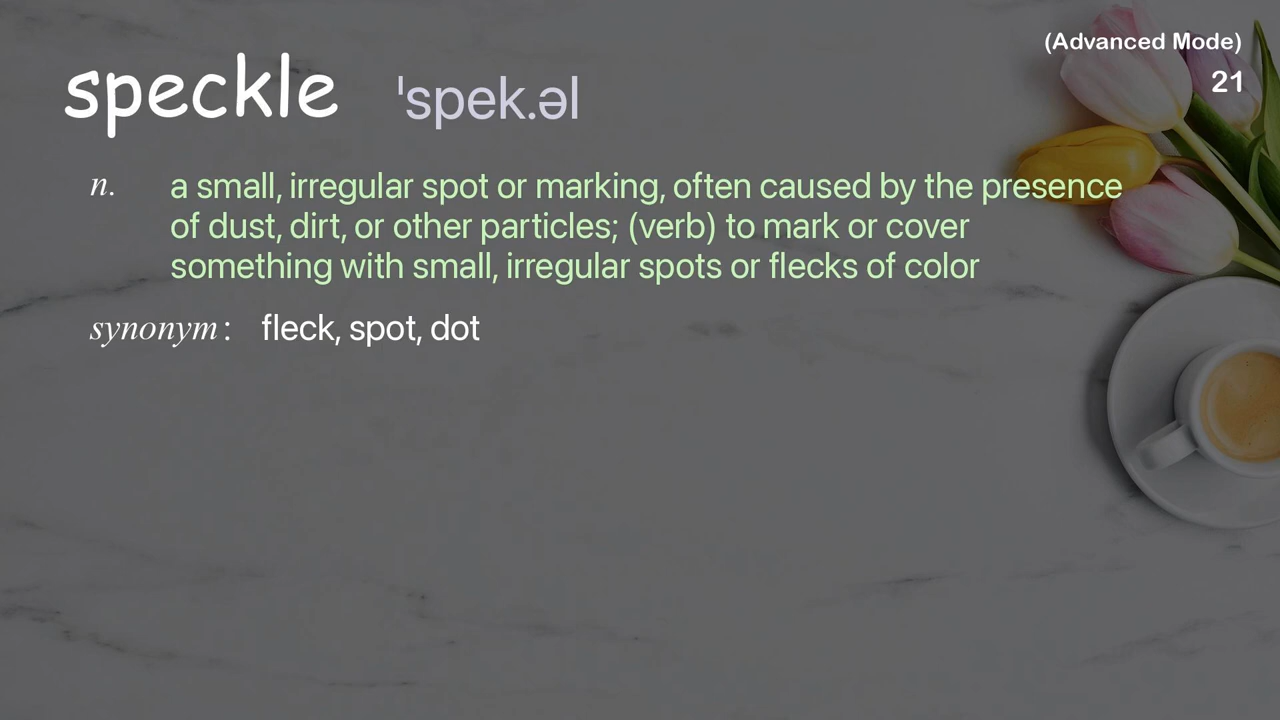 (Advanced Mode)
21
speckle ˈspek.əl
n. a small, irregular spot or marking, often caused by the presence
of dust, dirt, or other particles; (verb) to mark or cover
something with small, irregular spots or flecks of color
synonym: fleck, spot, dot